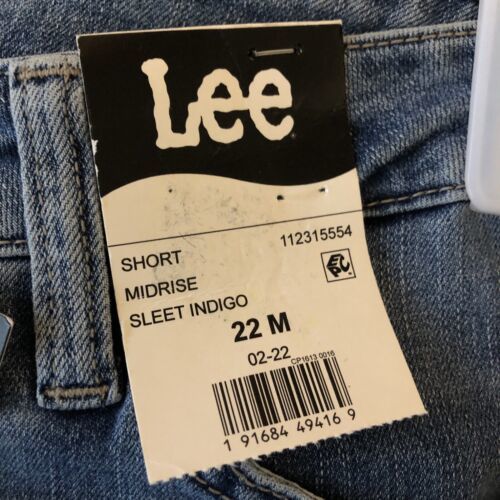 Lee
112315554
SHORT
MIDRISE
SLEET INDIGO
22 M
02-22
CP1613 0016
1 91684 49416 9